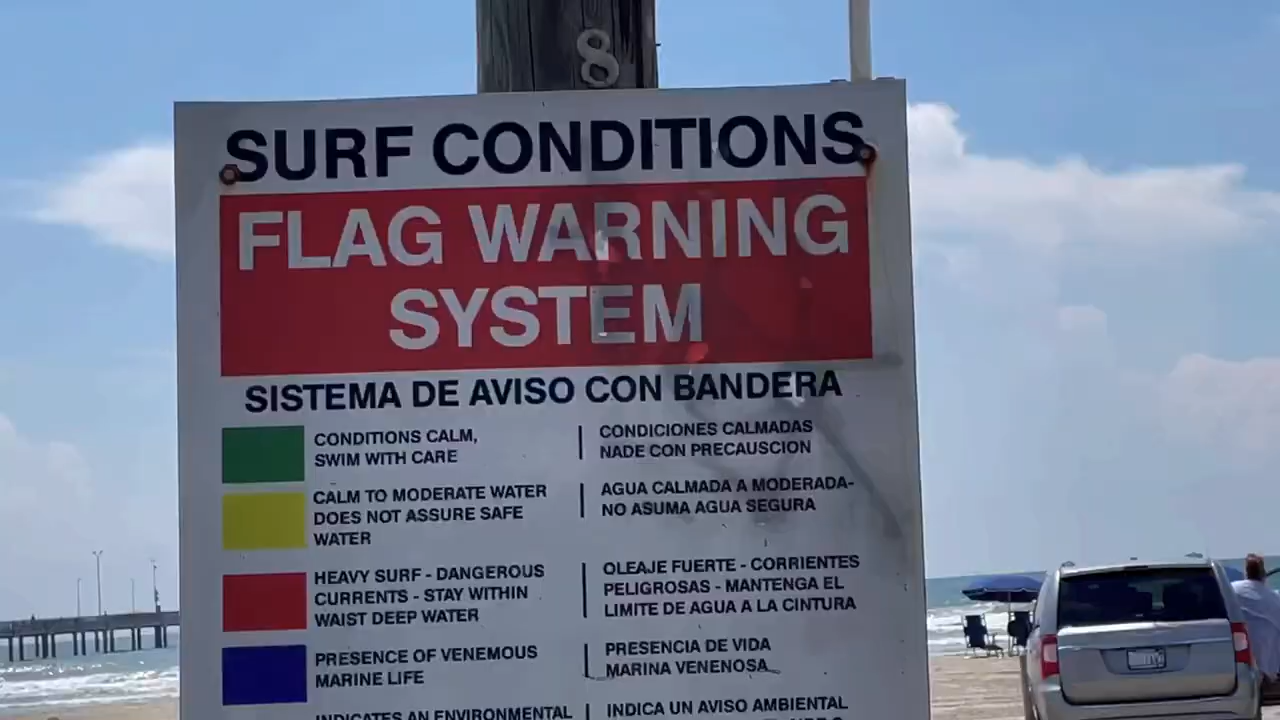 8
SURF CONDITIONS
FLAG WARNING
SYSTEM
SISTEMA DE AVISO CON BANDERA
CONDITIONS CALM,
SWIM WITH CARE
CONDICIONES CALMADAS
NADE CON PRECAUSCION
CALM TO MODERATE WATER
DOES NOT ASSURE SAFE
WATER
AGUA CALMADA A MODERADA-
NO ASUMA AGUA SEGURA
HEAVY SURF - DANGEROUS
CURRENTS - STAY WITHIN
WAIST DEEP WATER
OLEAJE FUERTE - CORRIENTES
PELIGROSAS - MANTENGA EL
LIMITE DE AGUA A LA CINTURA
PRESENCE OF VENEMOUS
MARINE LIFE
PRESENCIA DE VIDA
MARINA VENENOSA
INDICATES AN ENVIRONMENTAL
INDICA UN AVISO AMBIENTAL